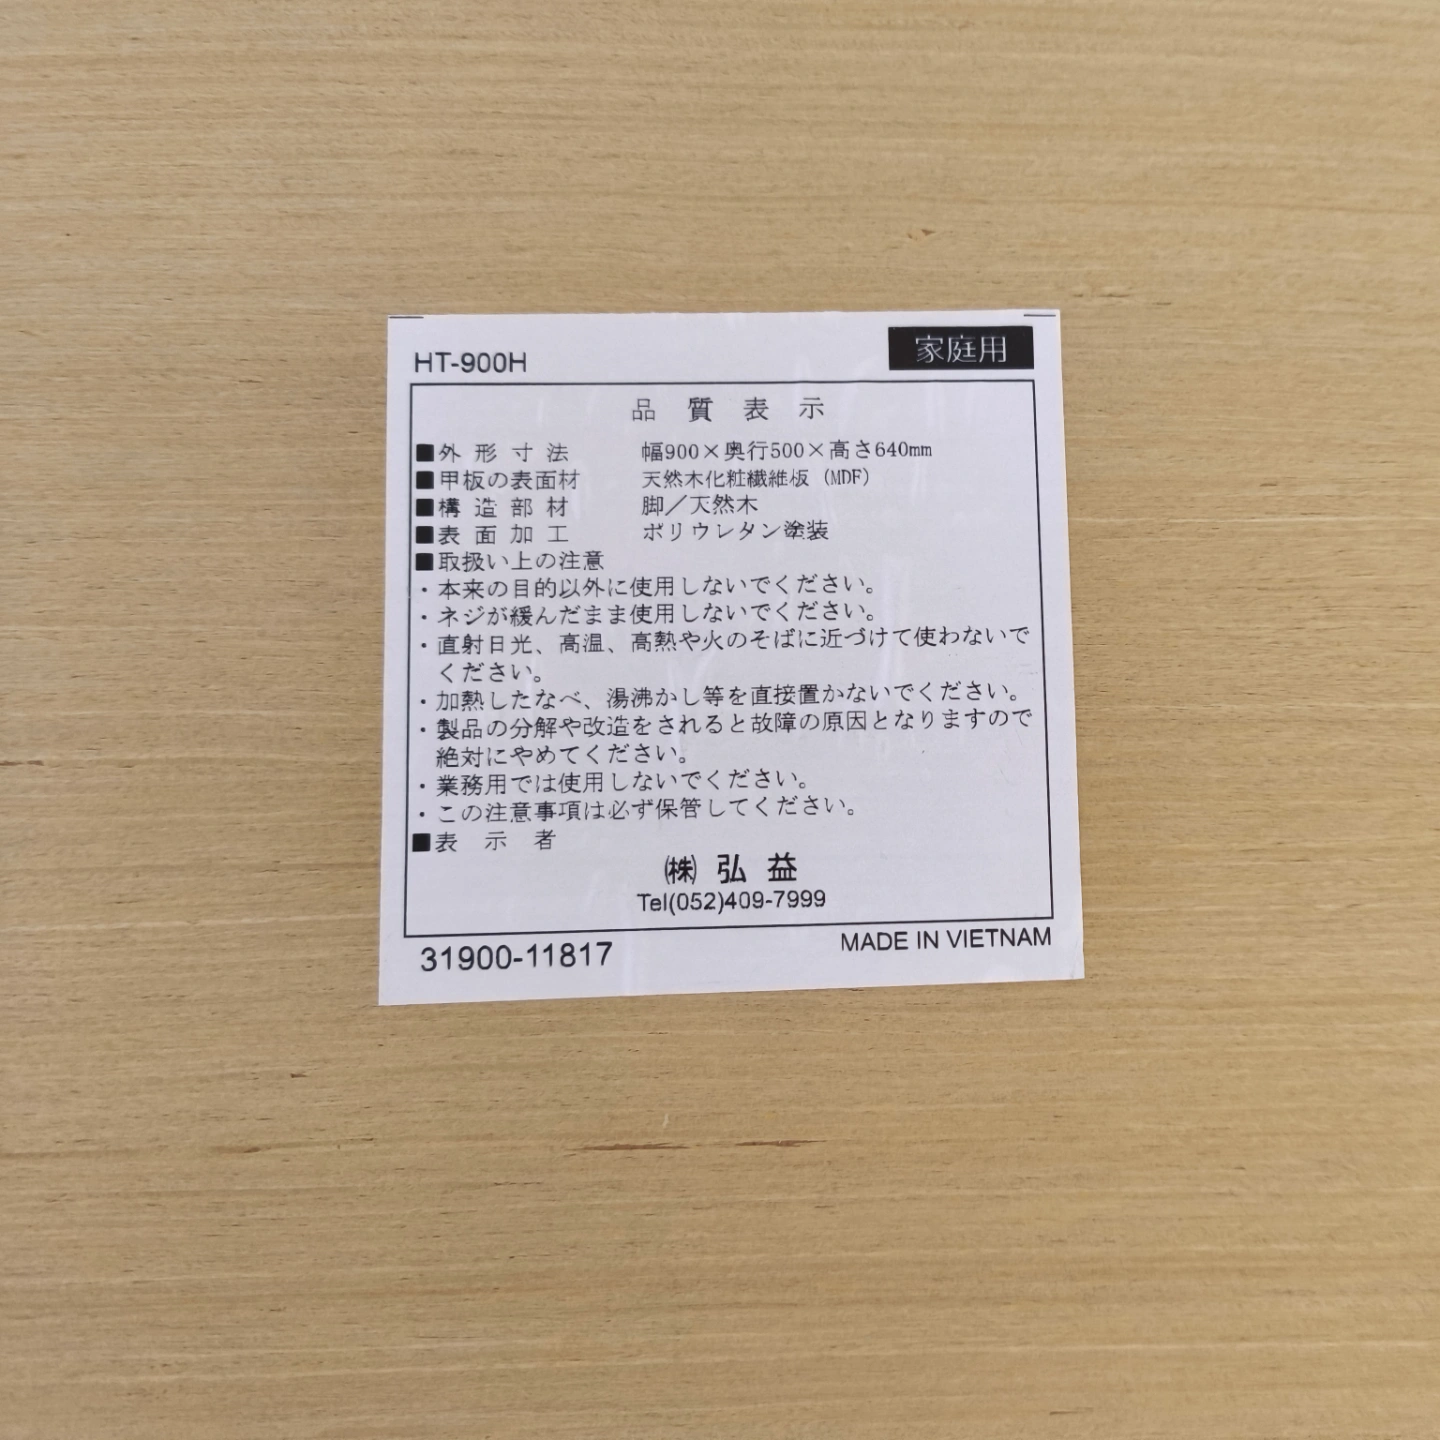 HT-900H
家庭用
品質表示
■外形寸法 幅900×奥行500×高さ640mm
■甲板の表面材 天然木化粧繊維板 (MDF)
■構造部材 脚／天然木
■表面加工 ポリウレタン塗装
■取扱い上の注意
・本来の目的以外に使用しないでください。
・ネジが緩んだまま使用しないでください。
・直射日光、高温、高熱や火のそばに近づけて使わないで
ください。
・加熱したなべ、湯沸かし等を直接置かないでください。
・製品の分解や改造をされると故障の原因となりますので
絶対にやめてください。
・業務用では使用しないでください。
・この注意事項は必ず保管してください。
■表示者
㈱ 弘益
Tel(052)409-7999
31900-11817
MADE IN VIETNAM